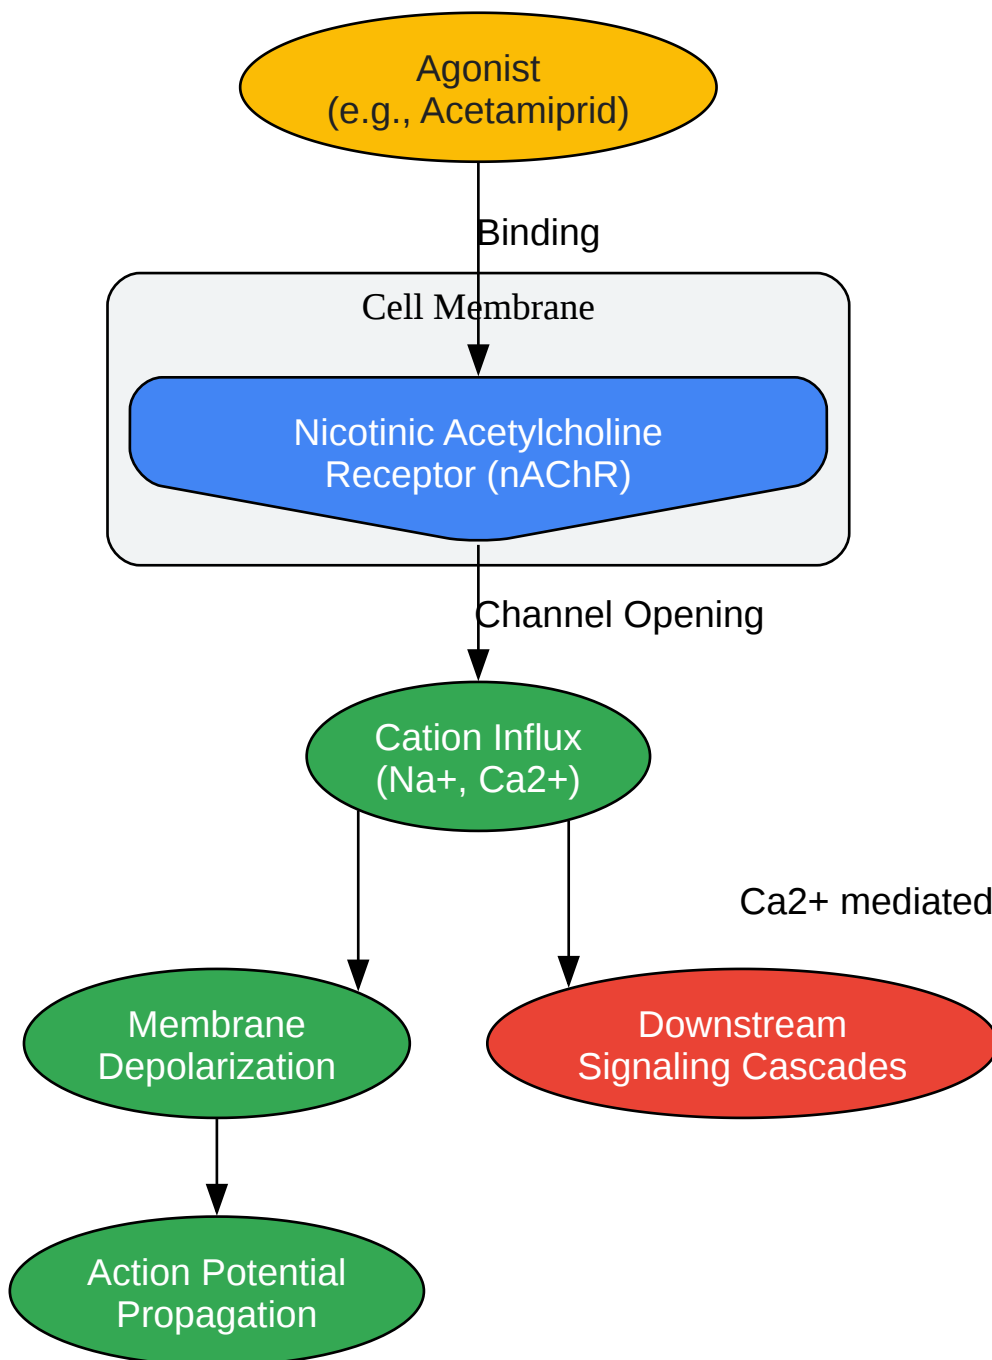 Agonist
(e.g., Acetamiprid)
Binding
Cell Membrane
Nicotinic Acetylcholine
Receptor (nAChR)
Channel Opening
Cation Influx
(Na+, Ca2+)
Ca2+ mediated
Membrane
Depolarization
Downstream
Signaling Cascades
Action Potential
Propagation